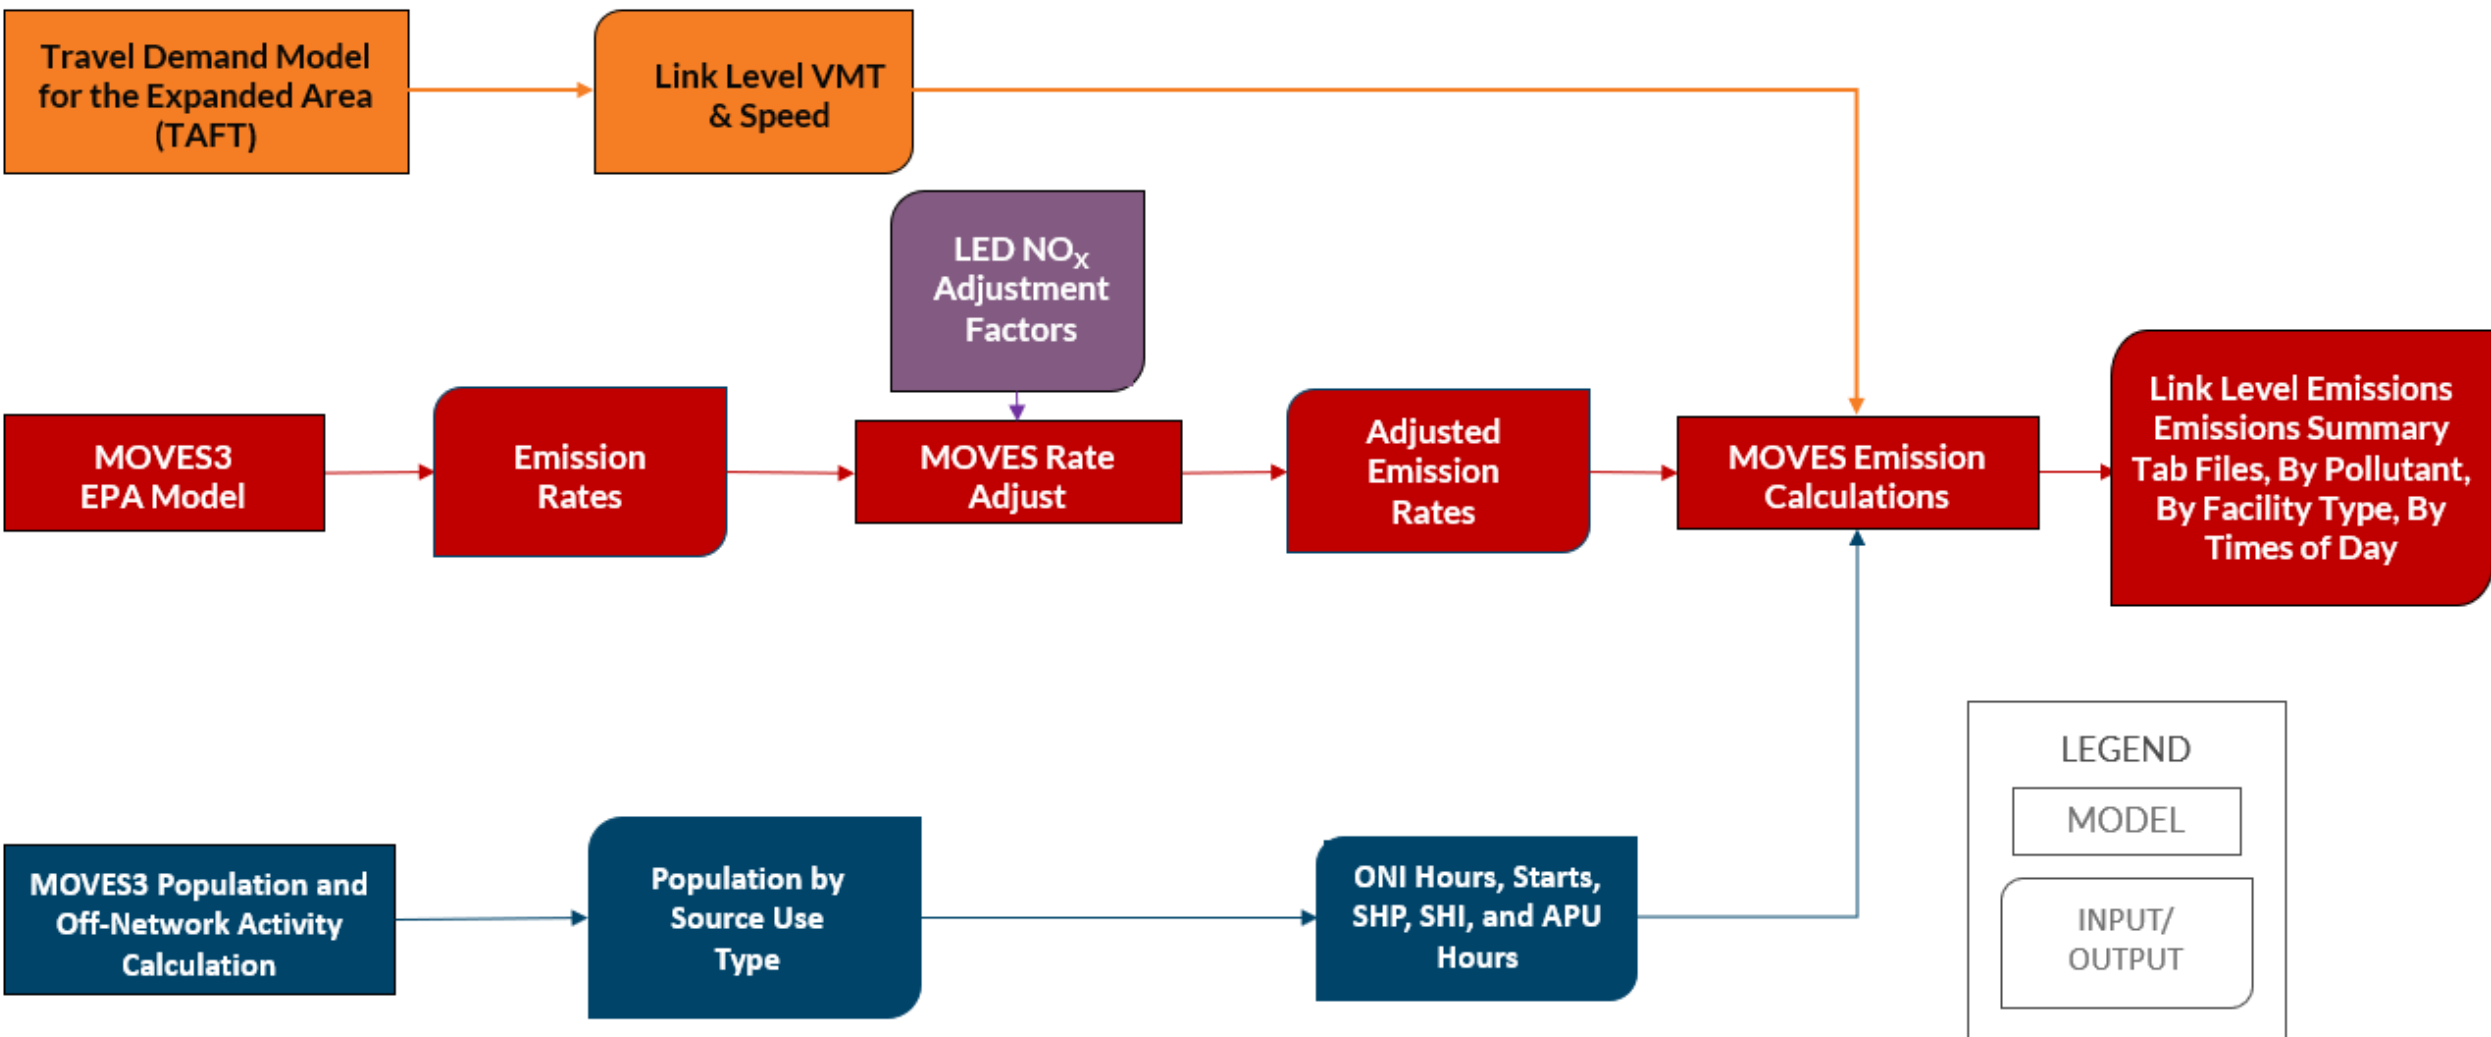 Travel Demand Model
for the Expanded Area
(TAFT)
Link Level VMT
& Speed
LED NOX
Adjustment
Factors
MOVES3
EPA Model
Emission
Rates
MOVES Rate
Adjust
Adjusted
Emission
Rates
MOVES Emission
Calculations
Link Level Emissions
Emissions Summary
Tab Files, By Pollutant,
By Facility Type, By
Times of Day
MOVES3 Population and
Off-Network Activity
Calculation
Population by
Source Use
Type
ONI Hours, Starts,
SHP, SHI, and APU
Hours
LEGEND
MODEL
INPUT/
OUTPUT